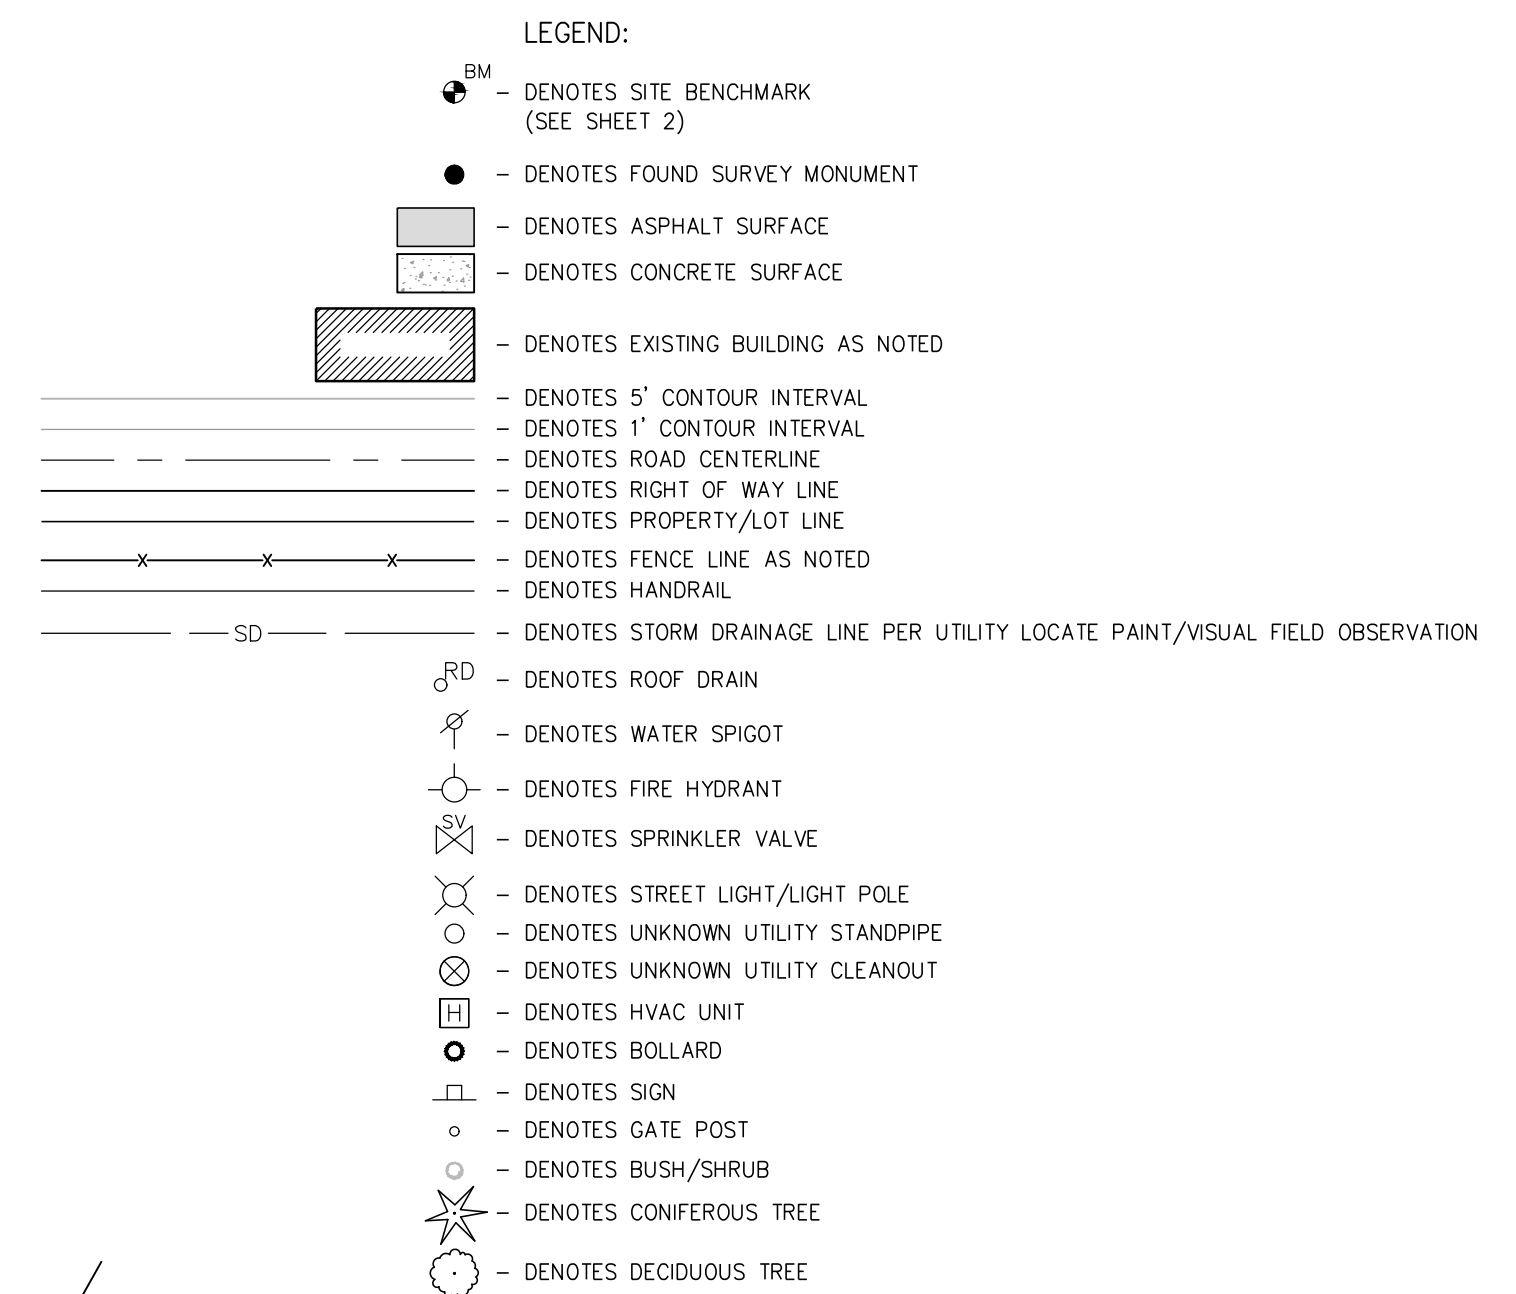 LEGEND:
BM
– DENOTES SITE BENCHMARK
(SEE SHEET 2)
– DENOTES FOUND SURVEY MONUMENT
– DENOTES ASPHALT SURFACE
– DENOTES CONCRETE SURFACE
– DENOTES EXISTING BUILDING AS NOTED
– DENOTES 5' CONTOUR INTERVAL
– DENOTES 1' CONTOUR INTERVAL
– DENOTES ROAD CENTERLINE
– DENOTES RIGHT OF WAY LINE
– DENOTES PROPERTY/LOT LINE
X X X – DENOTES FENCE LINE AS NOTED
– DENOTES HANDRAIL
SD – DENOTES STORM DRAINAGE LINE PER UTILITY LOCATE PAINT/VISUAL FIELD OBSERVATION
RD – DENOTES ROOF DRAIN
– DENOTES WATER SPIGOT
– DENOTES FIRE HYDRANT
SV – DENOTES SPRINKLER VALVE
– DENOTES STREET LIGHT/LIGHT POLE
– DENOTES UNKNOWN UTILITY STANDPIPE
– DENOTES UNKNOWN UTILITY CLEANOUT
H – DENOTES HVAC UNIT
– DENOTES BOLLARD
– DENOTES SIGN
– DENOTES GATE POST
– DENOTES BUSH/SHRUB
– DENOTES CONIFEROUS TREE
– DENOTES DECIDUOUS TREE